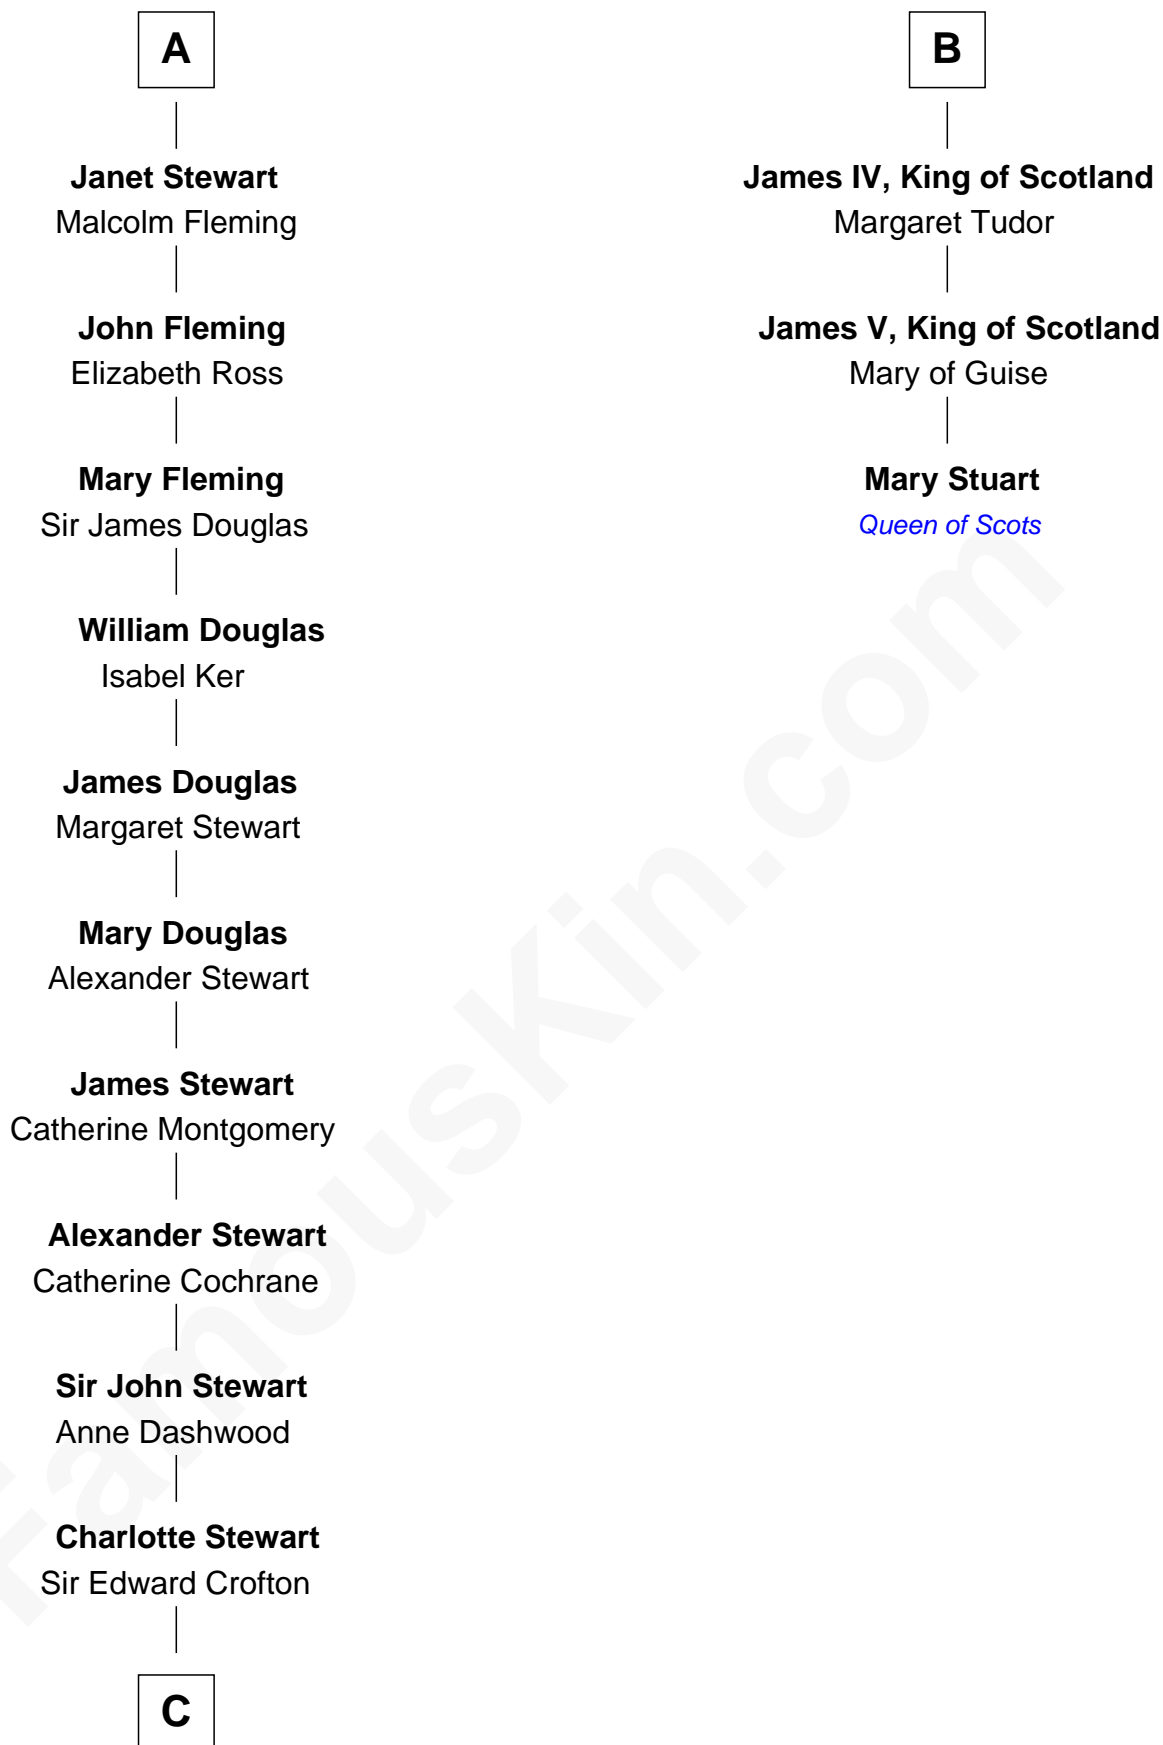 A
Janet Stewart
Malcolm Fleming
John Fleming
Elizabeth Ross
Mary Fleming
Sir James Douglas
William Douglas
Isabel Ker
James Douglas
Margaret Stewart
Mary Douglas
Alexander Stewart
James Stewart
Catherine Montgomery
Alexander Stewart
Catherine Cochrane
Sir John Stewart
Anne Dashwood
Charlotte Stewart
Sir Edward Crofton
C
B
James IV, King of Scotland
Margaret Tudor
James V, King of Scotland
Mary of Guise
Mary Stuart
Queen of Scots
FamousKin.com